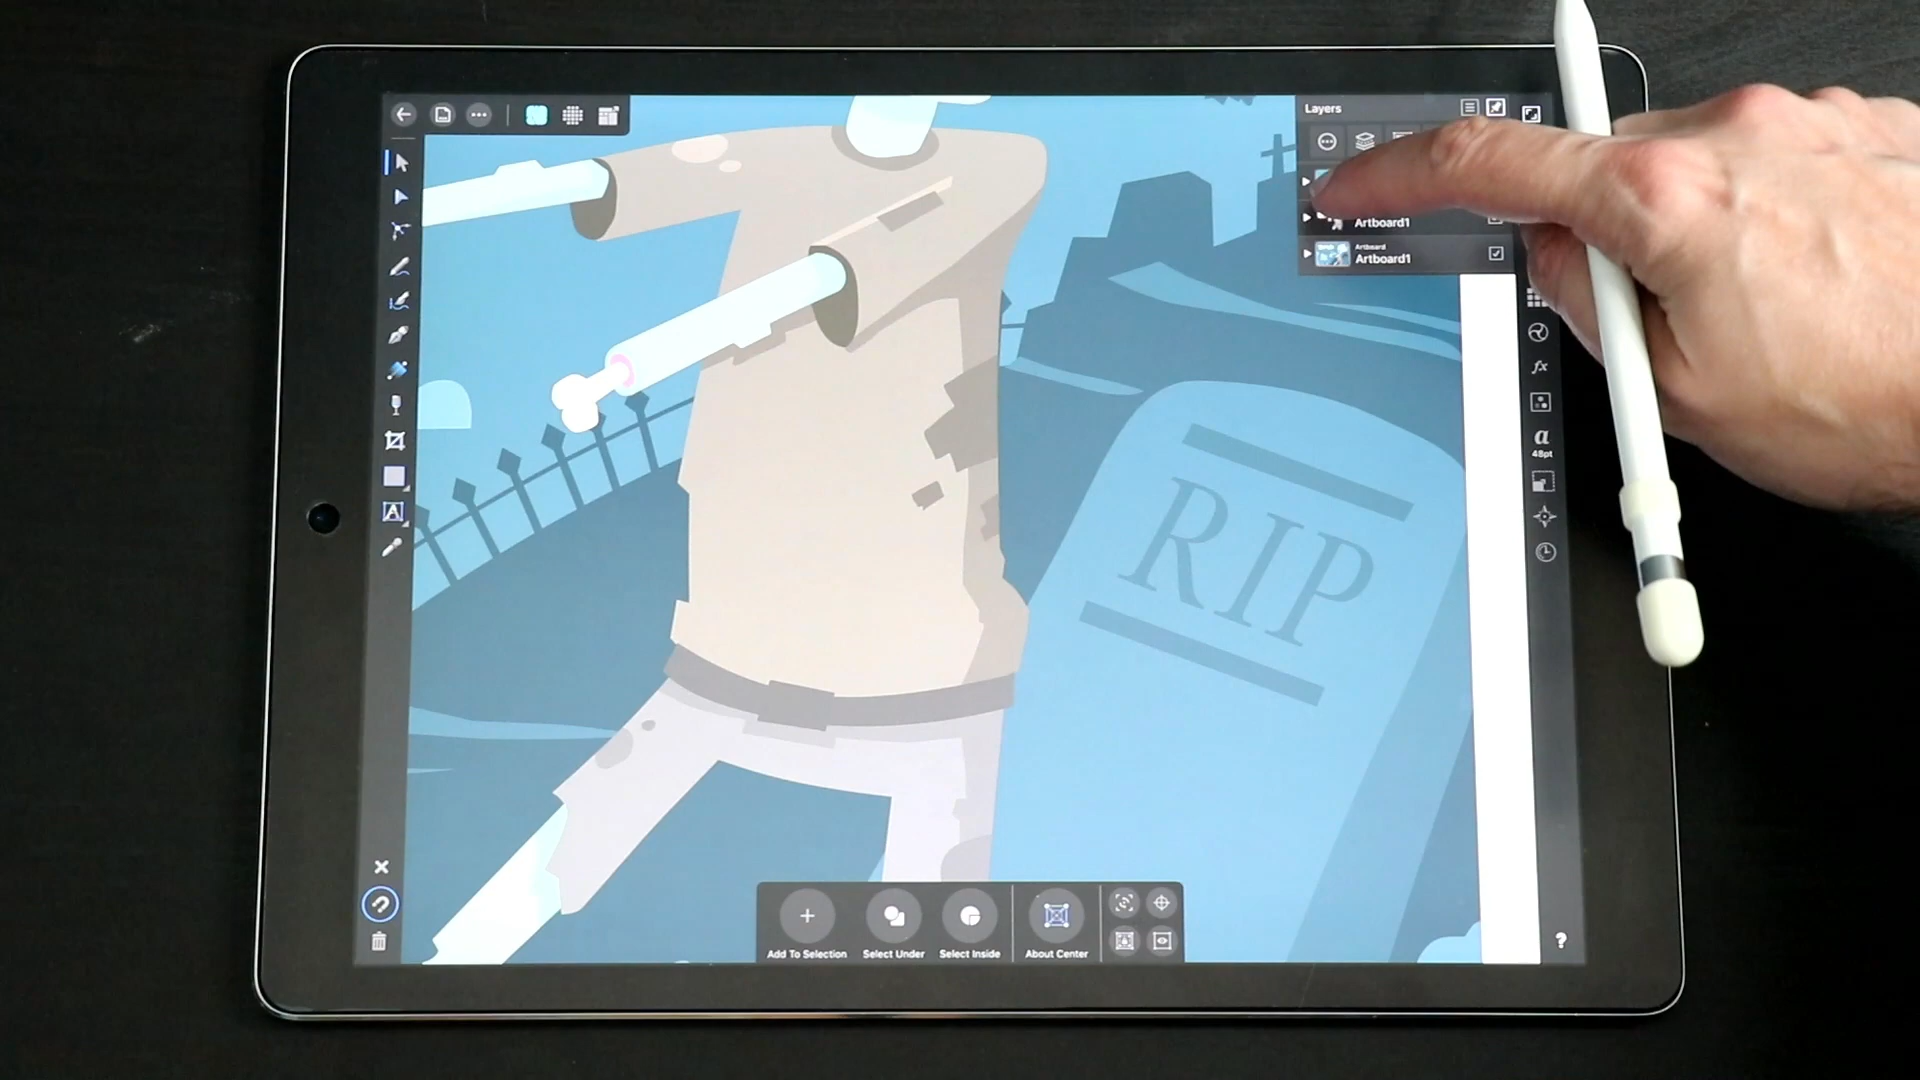 Layers
Artboard1
Artboard
Artboard1
fx
a
48pt
A
RIP
Add To Selection
Select Under
Select Inside
About Center
?